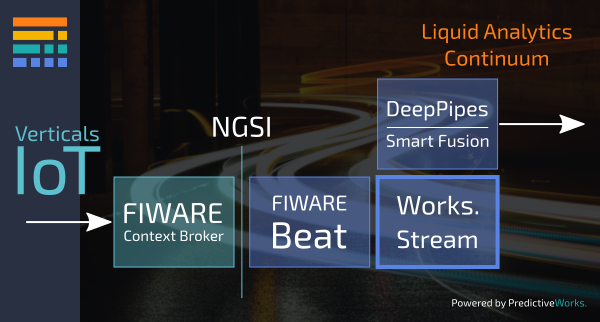 Liquid Analytics
Continuum
DeepPipes
Smart Fusion
Verticals
IoT
NGSI
FIWARE
Context Broker
FIWARE
Beat
Works.
Stream
Powered by PredictiveWorks.